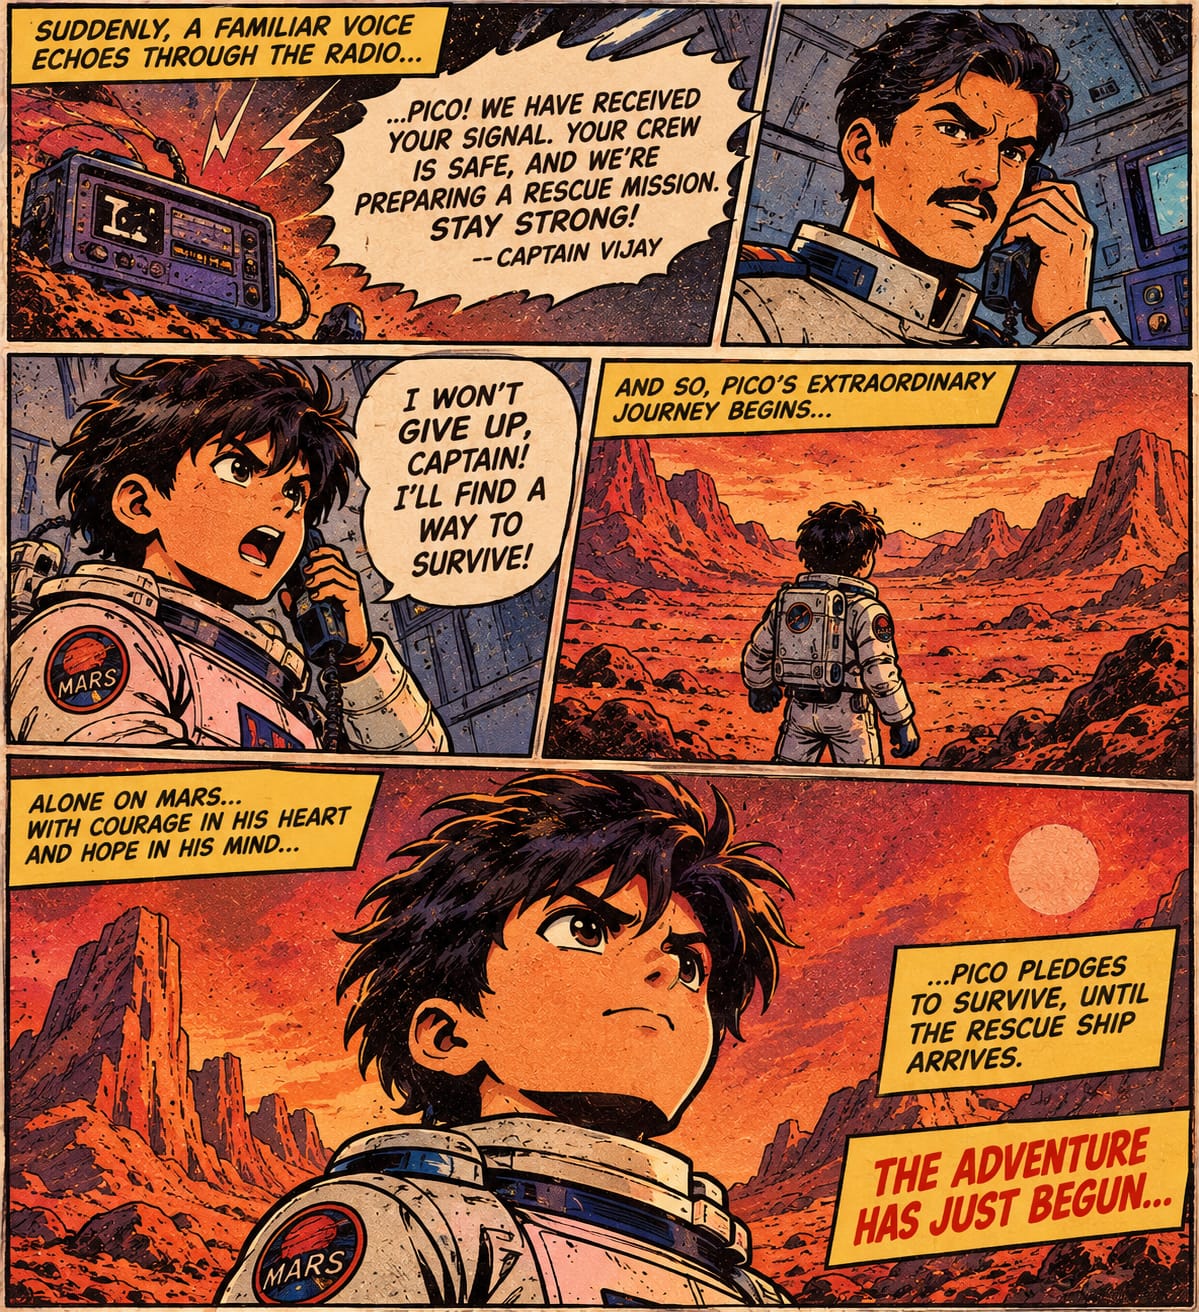 SUDDENLY, A FAMILIAR VOICE
ECHOES THROUGH THE RADIO...
...PICO! WE HAVE RECEIVED
YOUR SIGNAL. YOUR CREW
IS SAFE, AND WE'RE
PREPARING A RESCUE MISSION.
STAY STRONG!
-- CAPTAIN VIJAY
I WON'T
GIVE UP,
CAPTAIN!
I'LL FIND A
WAY TO
SURVIVE!
MARS
AND SO, PICO'S EXTRAORDINARY
JOURNEY BEGINS...
ALONE ON MARS...
WITH COURAGE IN HIS HEART
AND HOPE IN HIS MIND...
...PICO PLEDGES
TO SURVIVE, UNTIL
THE RESCUE SHIP
ARRIVES.
THE ADVENTURE
HAS JUST BEGUN...
MARS